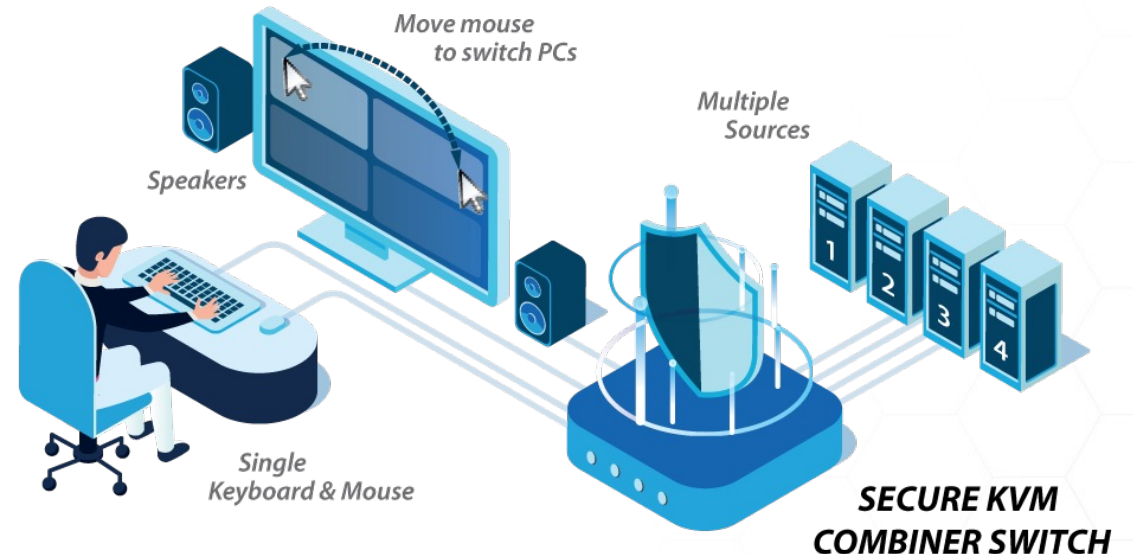 Move mouse
to switch PCs
Multiple
Sources
Speakers
1
2
3
4
Single
Keyboard & Mouse
SECURE KVM
COMBINER SWITCH